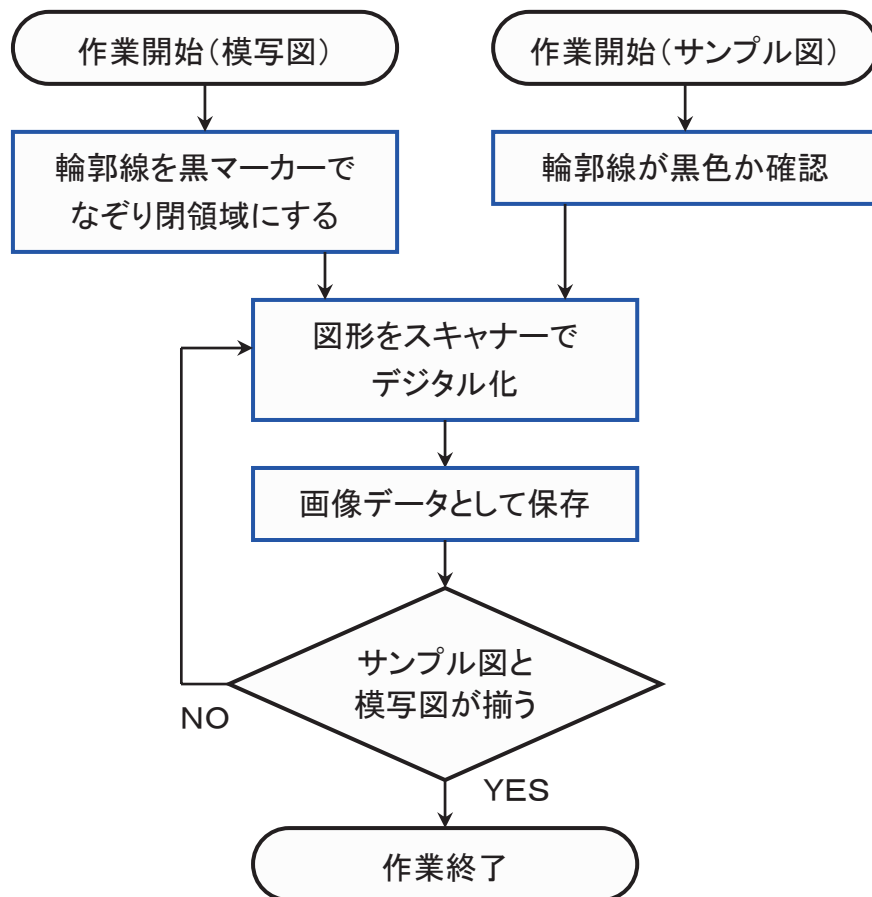 作業開始（模写図）
作業開始（サンプル図）
輪郭線を黒マーカーで
なぞり閉領域にする
輪郭線が黒色か確認
図形をスキャナーで
デジタル化
画像データとして保存
サンプル図と
模写図が揃う
NO
YES
作業終了